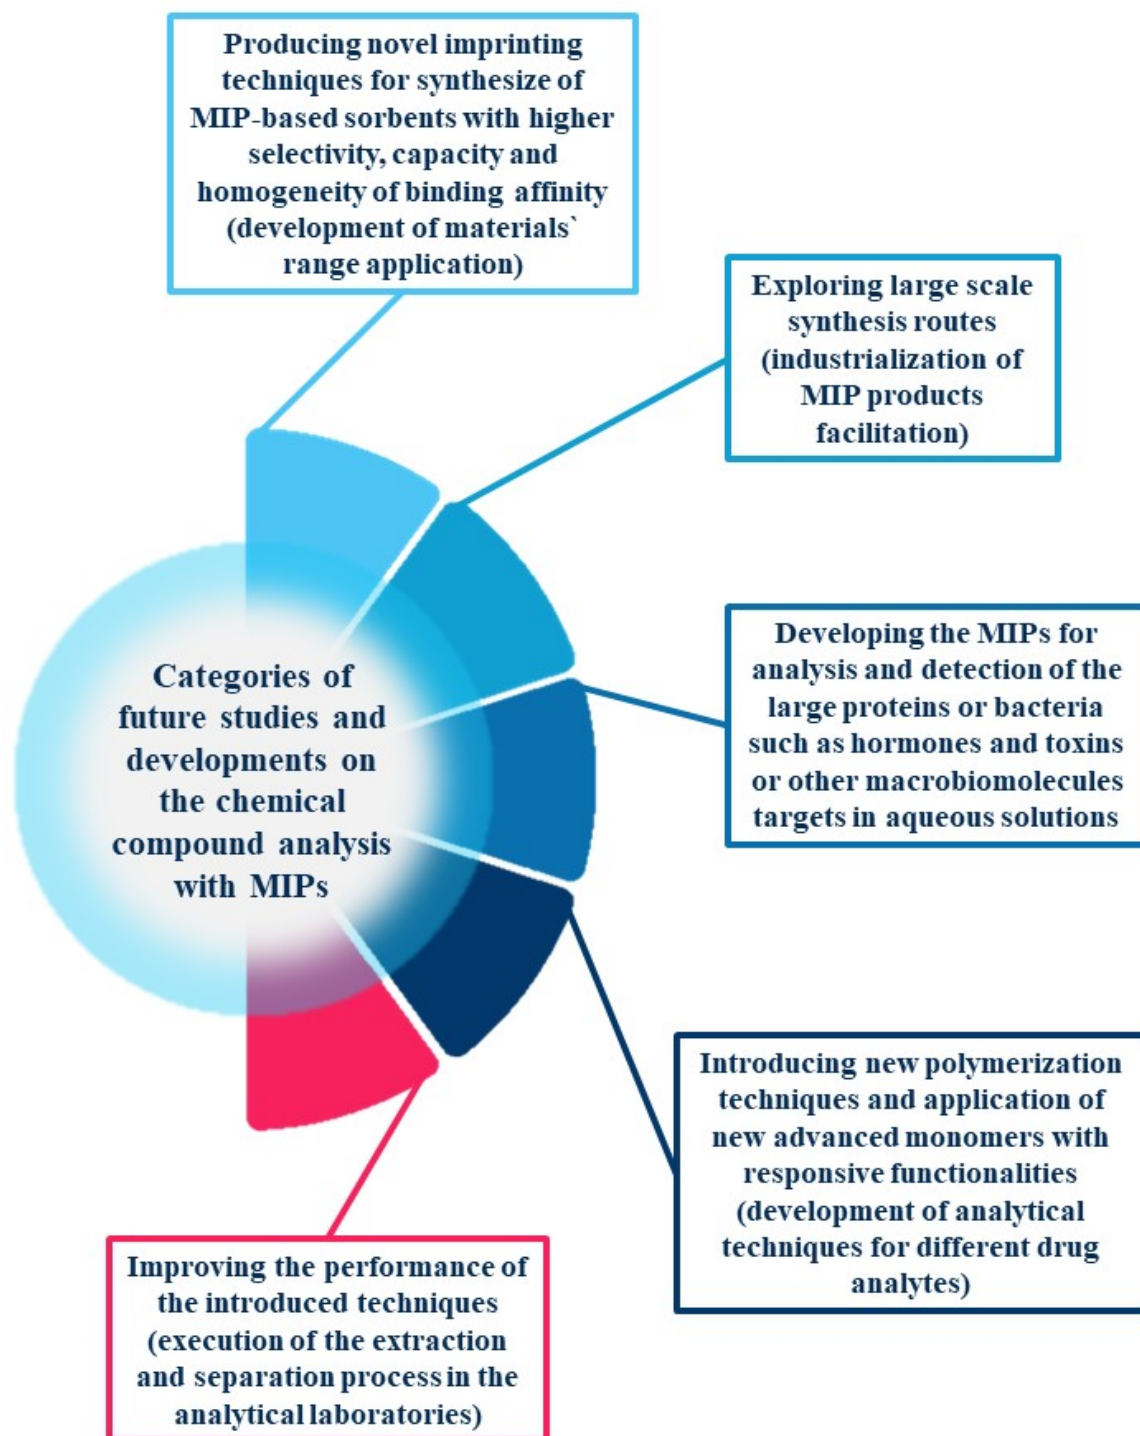 Producing novel imprinting
techniques for synthesize of
MIP-based sorbents with higher
selectivity, capacity and
homogeneity of binding affinity
(development of materials`
range application)
Exploring large scale
synthesis routes
(industrialization of
MIP products
facilitation)
Developing the MIPs for
analysis and detection of the
large proteins or bacteria
such as hormones and toxins
or other macrobiomolecules
targets in aqueous solutions
Categories of
future studies and
developments on
the chemical
compound analysis
with MIPs
Introducing new polymerization
techniques and application of
new advanced monomers with
responsive functionalities
(development of analytical
techniques for different drug
analytes)
Improving the performance of
the introduced techniques
(execution of the extraction
and separation process in the
analytical laboratories)